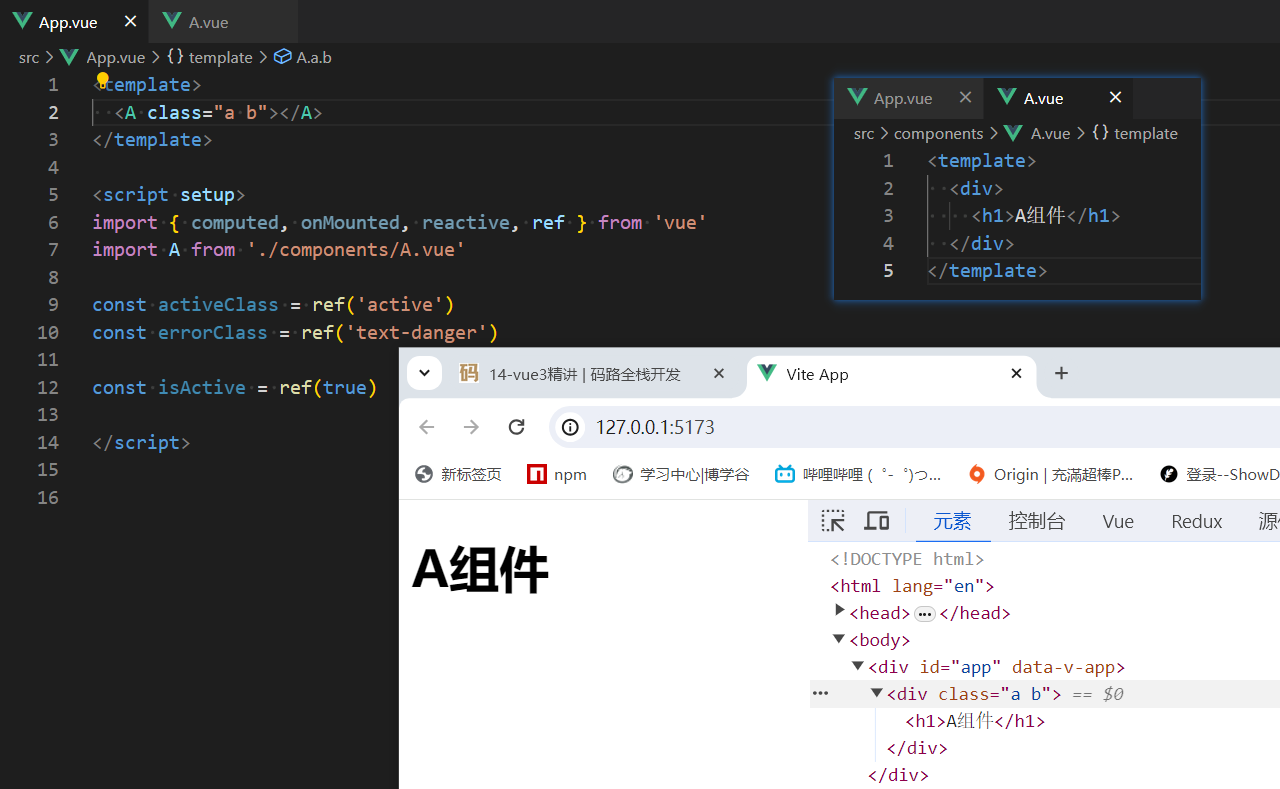 App.vue
A.vue
src > App.vue > {} template > A.a.b
1 <template>
2 <A class="a b"></A>
3 </template>
4
5 <script setup>
6 import { computed, onMounted, reactive, ref } from 'vue'
7 import A from './components/A.vue'
8
9 const activeClass = ref('active')
10 const errorClass = ref('text-danger')
11
12 const isActive = ref(true)
13
14 </script>
15
16
App.vue
A.vue
src > components > A.vue > {} template
1 <template>
2 <div>
3 <h1>A组件</h1>
4 </div>
5 </template>
码 14-vue3精讲 | 码路全栈开发
Vite App
127.0.0.1:5173
新标签页
npm
学习中心|博学谷
哔哩哔哩 (゜-゜)つ...
Origin | 充滿超棒P...
登录--ShowD
A组件
元素
控制台
Vue
Redux
<!DOCTYPE html>
<html lang="en">
<head> ••• </head>
<body>
<div id="app" data-v-app>
<div class="a b"> == $0
<h1>A组件</h1>
</div>
</div>